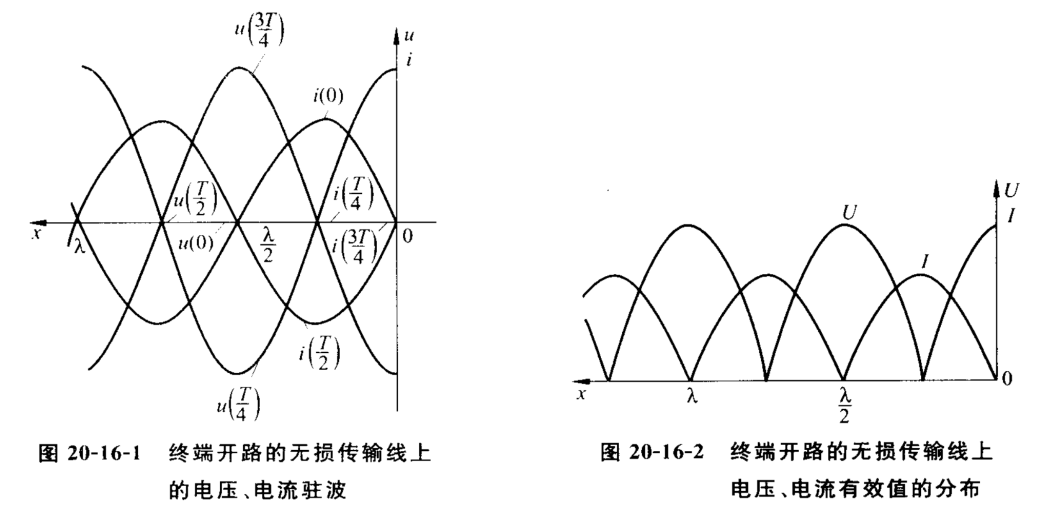 u(3T/4)
u
i
i(0)
u(T/2)
i(T/4)
x
λ
u(0)
λ/2
i(3T/4)
0
i(T/2)
u(T/4)
图 20-16-1 终端开路的无损传输线上
的电压、电流驻波
U
I
U
I
x
λ
λ/2
0
图 20-16-2 终端开路的无损传输线上
电压、电流有效值的分布